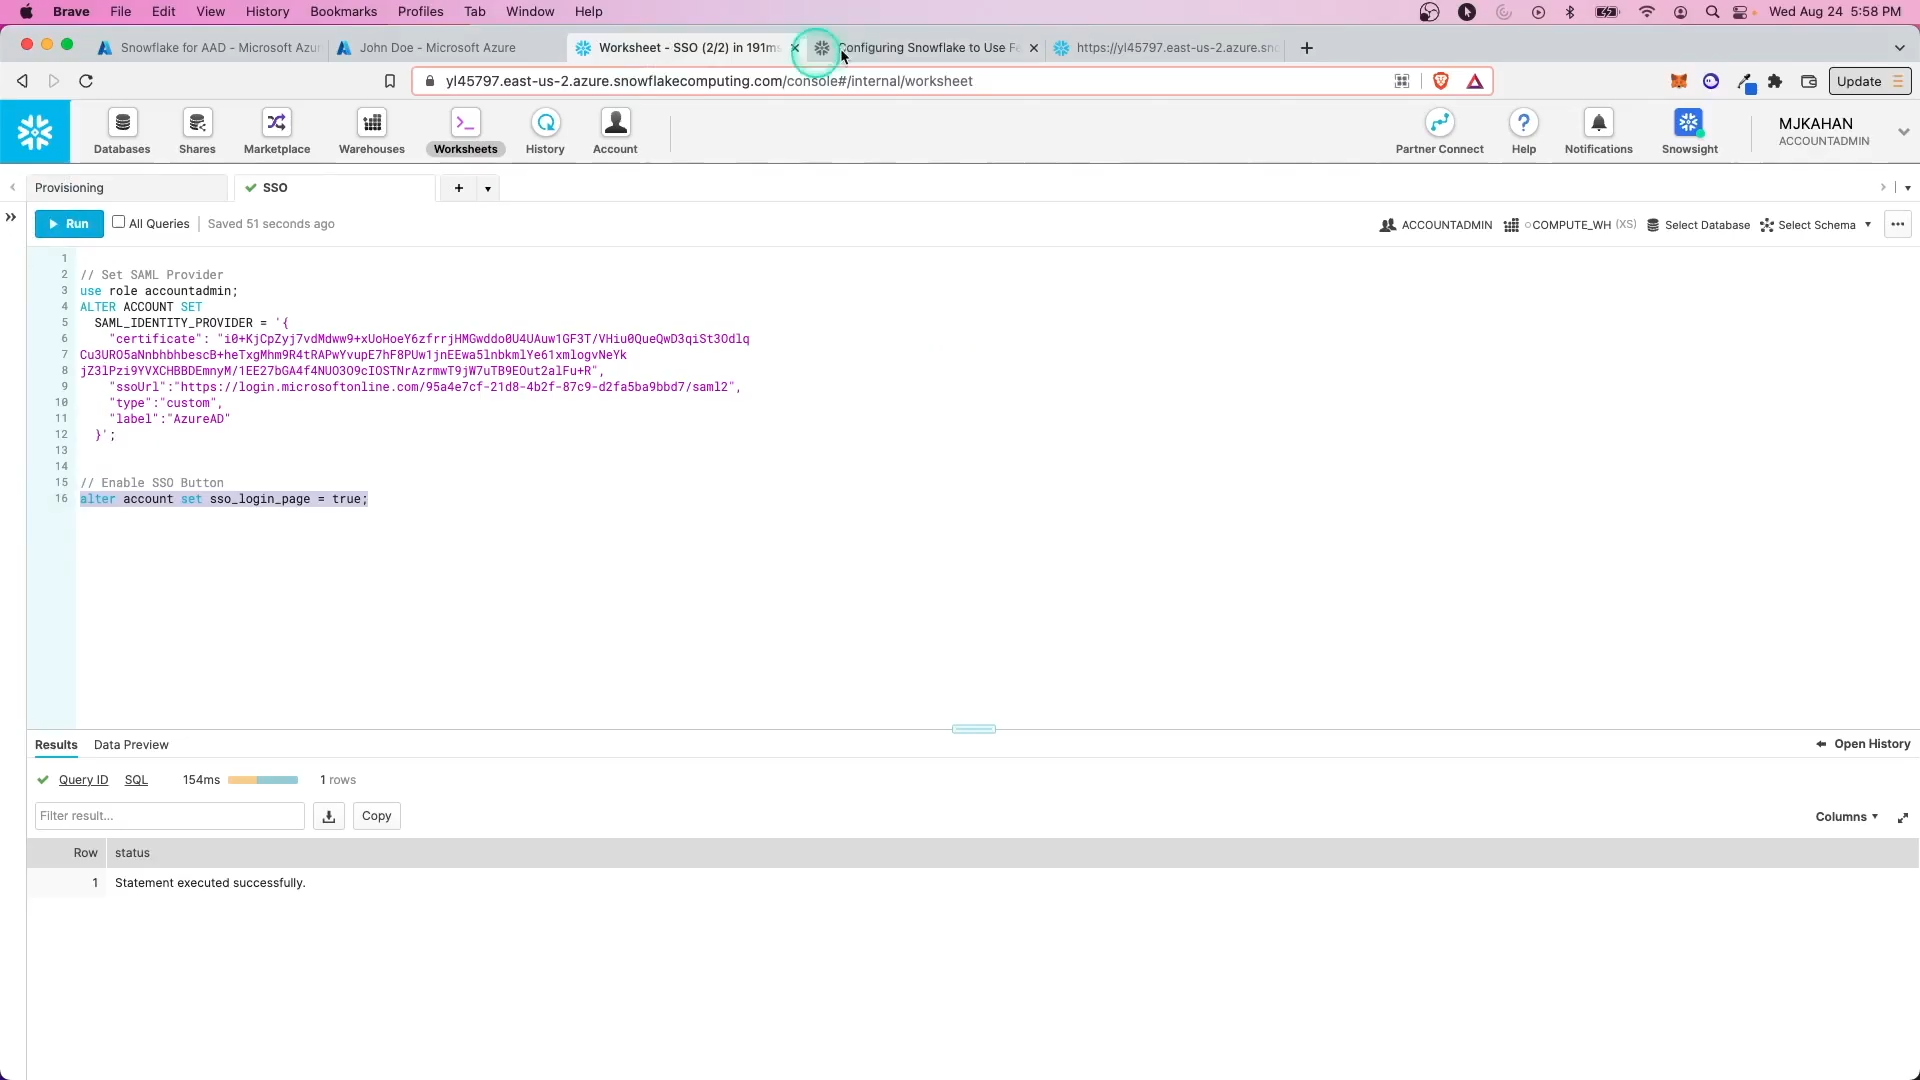 Brave File Edit View History Bookmarks Profiles Tab Window Help Wed Aug 24 5:58 PM
Snowflake for AAD - Microsoft Azu John Doe - Microsoft Azure Worksheet - SSO (2/2) in 191ms Configuring Snowflake to Use Fe https://yl45797.east-us-2.azure.sno
yl45797.east-us-2.azure.snowflakecomputing.com/console#/internal/worksheet Update
Databases Shares Marketplace Warehouses Worksheets History Account Partner Connect Help Notifications Snowsight
MJKAHAN
ACCOUNTADMIN
Provisioning SSO
Run All Queries Saved 51 seconds ago ACCOUNTADMIN COMPUTE_WH (XS) Select Database Select Schema
1
2 // Set SAML Provider
3 use role accountadmin;
4 ALTER ACCOUNT SET
5 SAML_IDENTITY_PROVIDER = '{
6 "certificate": "i0+KjCpZyj7vdMdww9+xUoHoeY6zfrrjHMGwddo0U4UAuw1GF3T/VHiu0QueQwD3qiSt3Odlq
7 Cu3URO5aNnbhbhbescB+heTxgMhm9R4tRAPwYvupE7hF8PUw1jnEEwa5lnbkmlYe61xmlogvNeYk
8 jZ3lPzi9YVXCHBBDEmnyM/1EE27bGA4f4NUO3O9cIOSTNrAzrmwT9jW7uTB9EOut2alFu+R",
9 "ssoUrl":"https://login.microsoftonline.com/95a4e7cf-21d8-4b2f-87c9-d2fa5ba9bbd7/saml2",
10 "type":"custom",
11 "label":"AzureAD"
12 }';
13
14
15 // Enable SSO Button
16 alter account set sso_login_page = true;
Results Data Preview Open History
Query ID SQL 154ms 1 rows
Filter result... Copy Columns
Row status
1 Statement executed successfully.